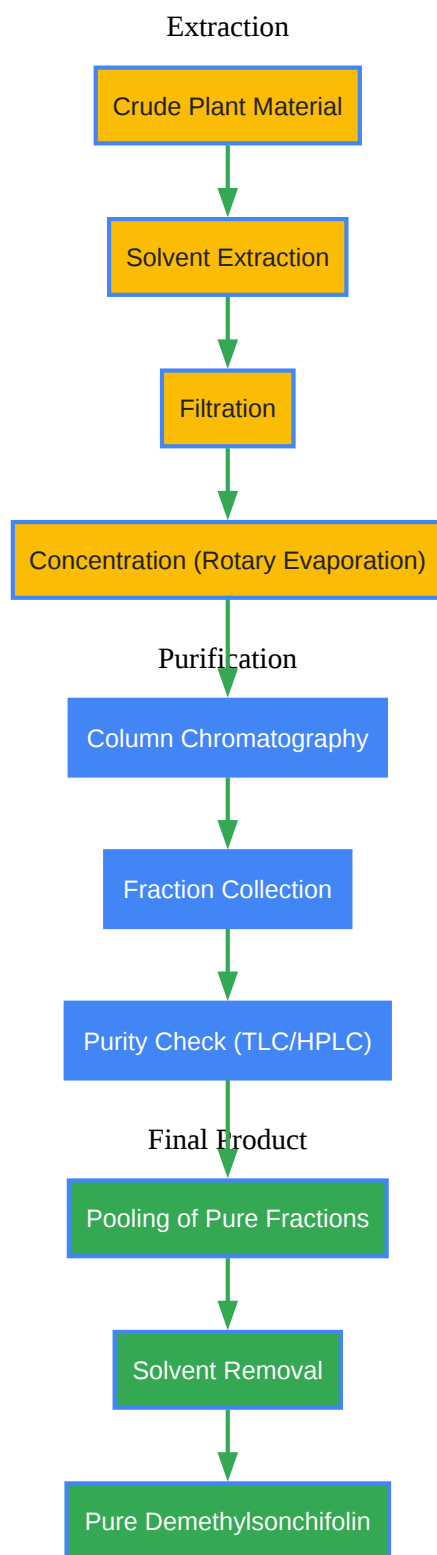 Extraction
Crude Plant Material
Solvent Extraction
Filtration
Concentration (Rotary Evaporation)
Purification
Column Chromatography
Fraction Collection
Purity Check (TLC/HPLC)
Final Product
Pooling of Pure Fractions
Solvent Removal
Pure Demethylsonchifolin